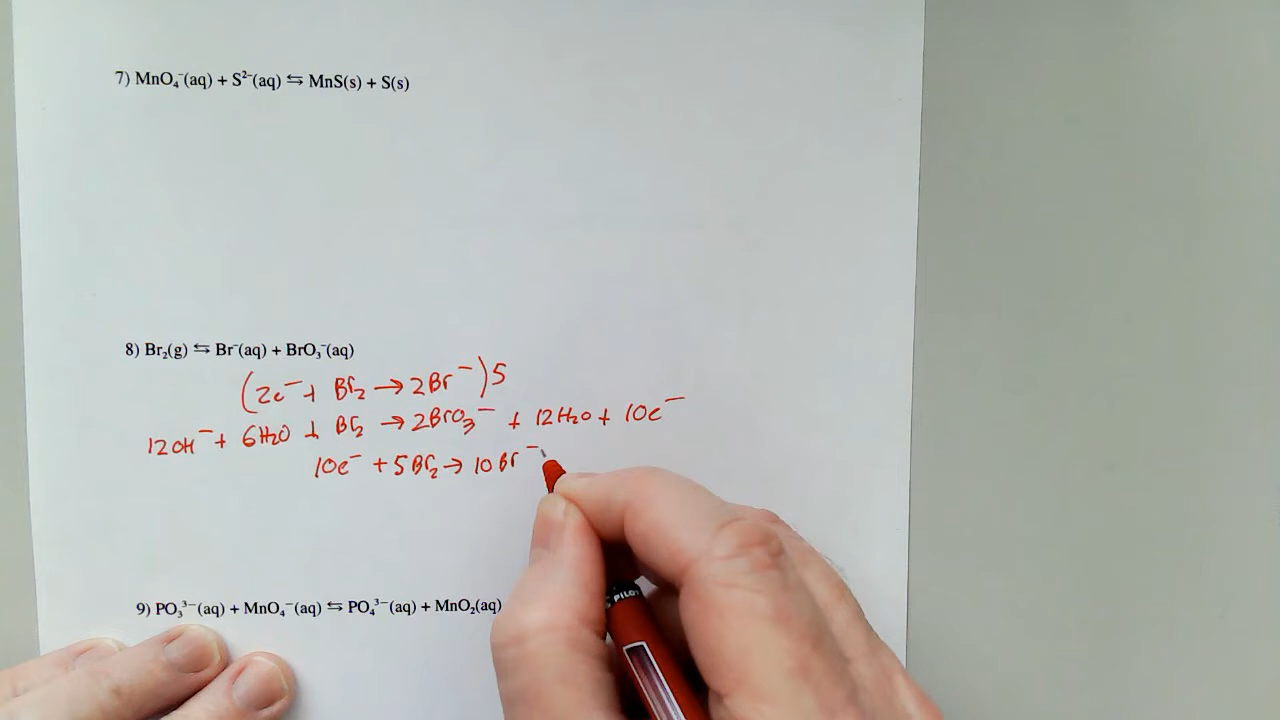 7) MnO₄⁻(aq) + S²⁻(aq) ⇆ MnS(s) + S(s)
8) Br₂(g) ⇆ Br⁻(aq) + BrO₃⁻(aq)
(2e⁻ + Br₂ → 2Br⁻)5
12OH⁻ + 6H₂O + Br₂ → 2BrO₃⁻ + 12H₂O + 10e⁻
10e⁻ + 5Br₂ → 10Br⁻
9) PO₃³⁻(aq) + MnO₄⁻(aq) ⇆ PO₄³⁻(aq) + MnO₂(aq)
PILOT